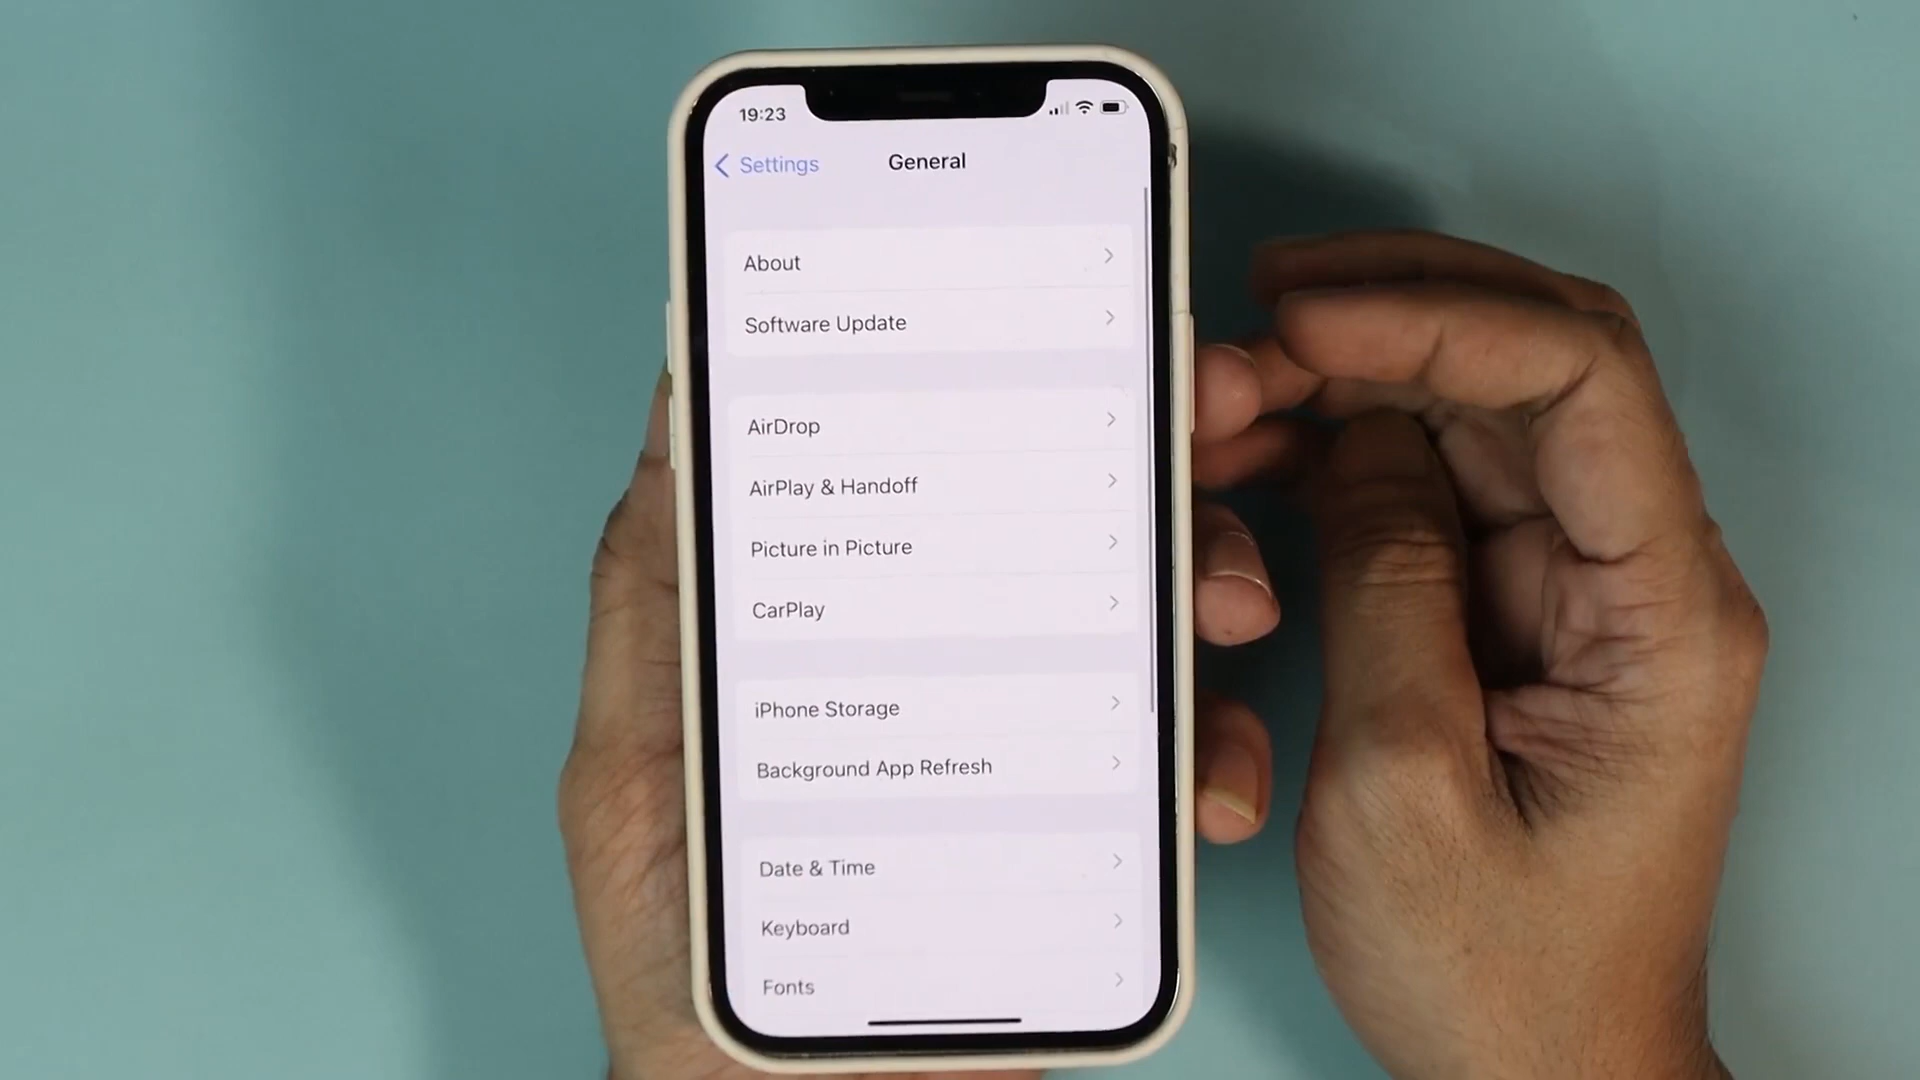 19:23
Settings
General
About
Software Update
AirDrop
AirPlay & Handoff
Picture in Picture
CarPlay
iPhone Storage
Background App Refresh
Date & Time
Keyboard
Fonts